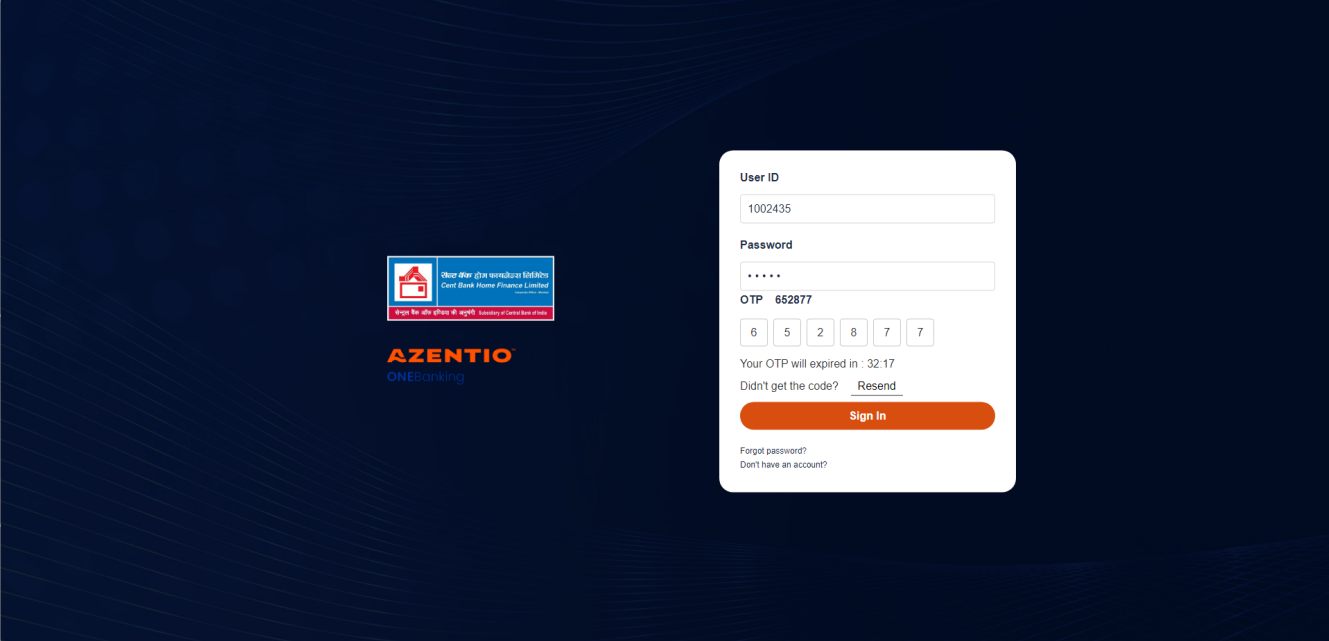 सेन्ट बैंक होम फायनेंन्स लिमिटेड
Cent Bank Home Finance Limited
सेन्ट्रल बैंक ऑफ इण्डिया की अनुषंगी Subsidiary of Central Bank of India
AZENTIO
ONEBanking
User ID
1002435
Password
•••••
OTP 652877
6 5 2 8 7 7
Your OTP will expired in : 32:17
Didn't get the code? Resend
Sign In
Forgot password?
Don't have an account?